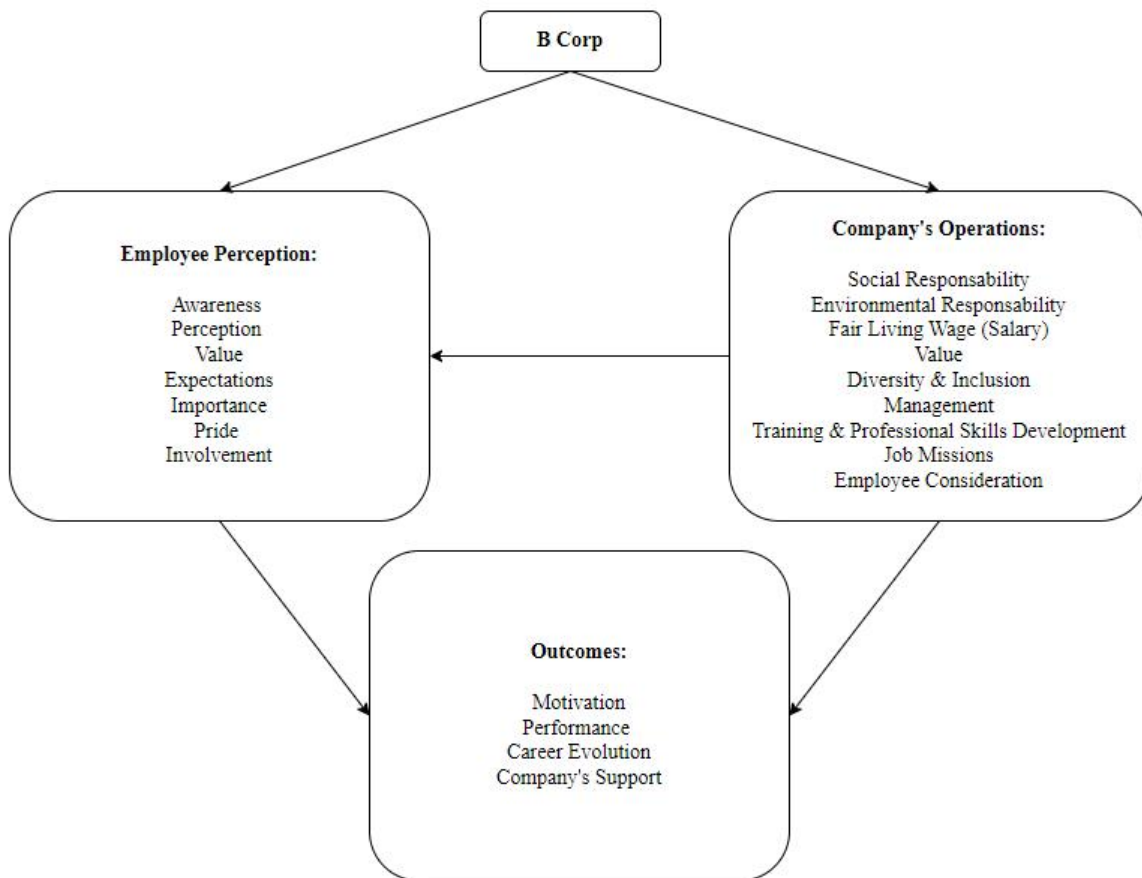 B Corp
Employee Perception:
Awareness
Perception
Value
Expectations
Importance
Pride
Involvement
Company's Operations:
Social Responsability
Environmental Responsability
Fair Living Wage (Salary)
Value
Diversity & Inclusion
Management
Training & Professional Skills Development
Job Missions
Employee Consideration
Outcomes:
Motivation
Performance
Career Evolution
Company's Support